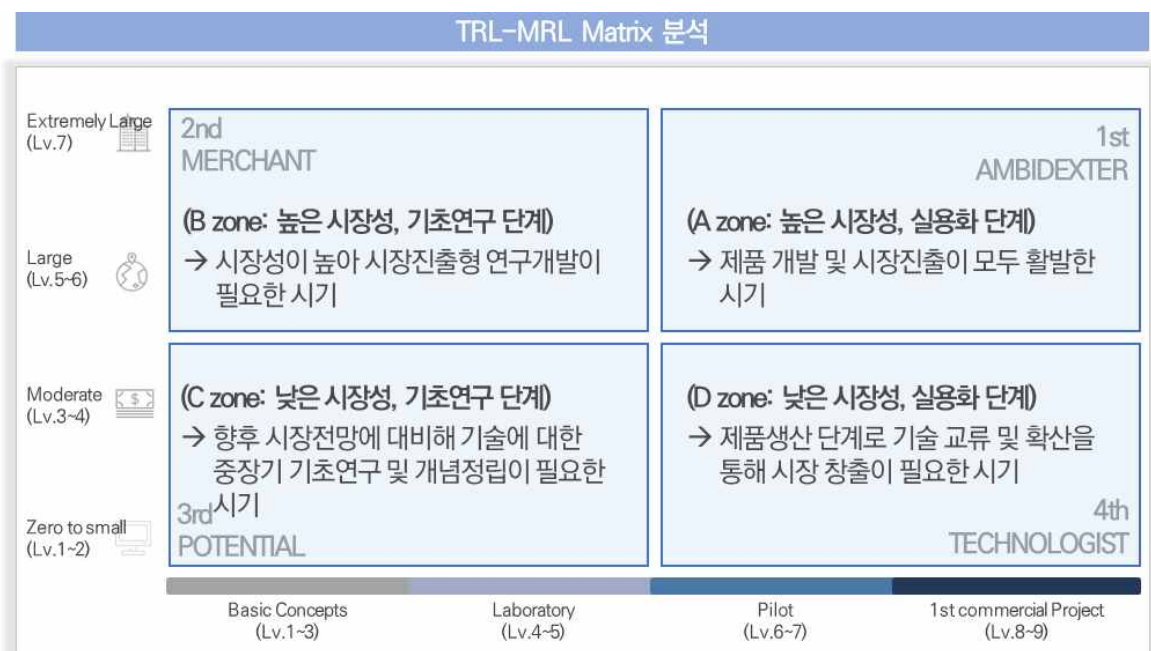 TRL-MRL Matrix 분석
Extremely Large
(Lv.7)
2nd
MERCHANT
(B zone: 높은 시장성, 기초연구 단계)
→ 시장성이 높아 시장진출형 연구개발이
필요한 시기
1st
AMBIDEXTER
(A zone: 높은 시장성, 실용화 단계)
→ 제품 개발 및 시장진출이 모두 활발한
시기
Large
(Lv.5~6)
Moderate
(Lv.3~4)
$
(C zone: 낮은 시장성, 기초연구 단계)
→ 향후 시장전망에 대비해 기술에 대한
중장기 기초연구 및 개념정립이 필요한
시기
3rd
POTENTIAL
(D zone: 낮은 시장성, 실용화 단계)
→ 제품생산 단계로 기술 교류 및 확산을
통해 시장 창출이 필요한 시기
4th
TECHNOLOGIST
Zero to small
(Lv.1~2)
Basic Concepts
(Lv.1~3)
Laboratory
(Lv.4~5)
Pilot
(Lv.6~7)
1st commercial Project
(Lv.8~9)